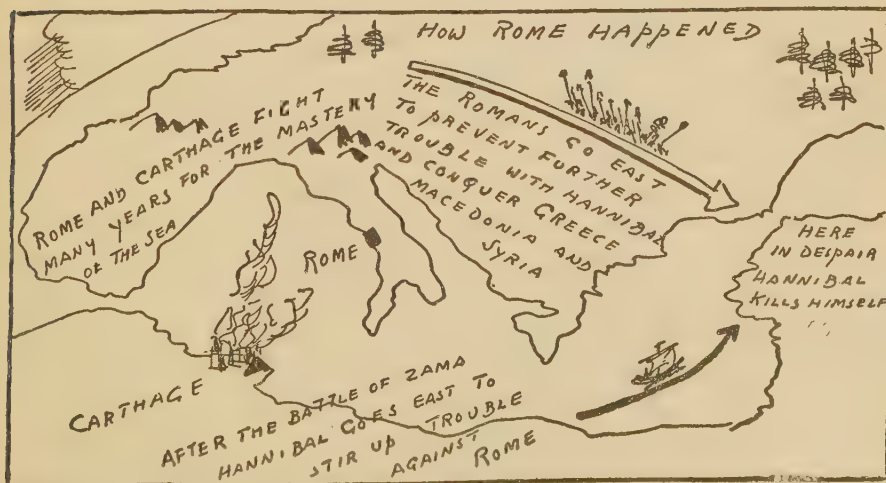 HOW ROME HAPPENED
ROME AND CARTHAGE FIGHT
MANY YEARS FOR THE MASTERY
OF THE SEA
THE ROMANS GO EAST
TO PREVENT FURTHER
TROUBLE WITH HANNIBAL
AND CONQUER GREECE
MACEDONIA AND
SYRIA
HERE
IN DESPAIR
HANNIBAL
KILLS HIMSELF
ROME
CARTHAGE
AFTER THE BATTLE OF ZAMA
HANNIBAL GOES EAST TO
STIR UP TROUBLE
AGAINST
ROME